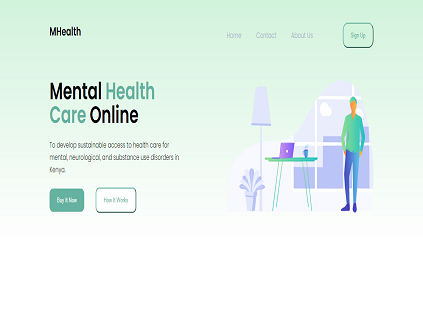 MHealth
Home Contact About Us Sign Up
Mental Health
Care Online
To develop sustainable access to health care for
mental, neurological, and substance use disorders in
Kenya.
Buy it Now How It Works